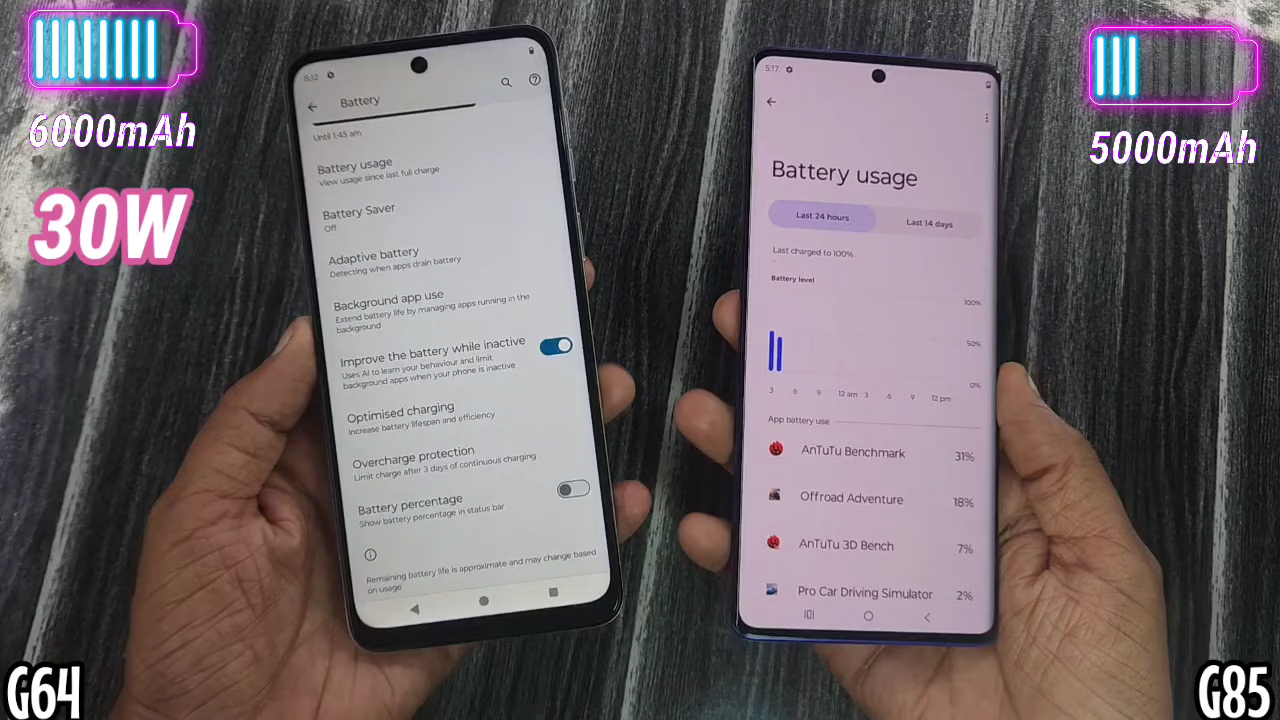 6000mAh
30W
5000mAh
8:12
Battery
Until 1:45 am
Battery usage
View usage since last full charge
Battery Saver
Off
Adaptive battery
Detecting when apps drain battery
Background app use
Extend battery life by managing apps running in the
background
Improve the battery while inactive
Uses AI to learn your behaviour and limit
background apps when your phone is inactive
Optimised charging
Increase battery lifespan and efficiency
Overcharge protection
Limit charge after 3 days of continuous charging
Battery percentage
Show battery percentage in status bar
Remaining battery life is approximate and may change based
on usage
5:17
Battery usage
Last 24 hours
Last 14 days
Last charged to 100%
-
Battery level
100%
50%
0%
3 6 9 12 am 3 6 9 12 pm
App battery use
AnTuTu Benchmark 31%
Offroad Adventure 18%
AnTuTu 3D Bench 7%
Pro Car Driving Simulator 2%
G64
G85